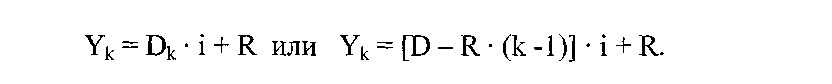 Yₖ = Dₖ · i + R или Yₖ = [D – R · (k -1)] · i + R.